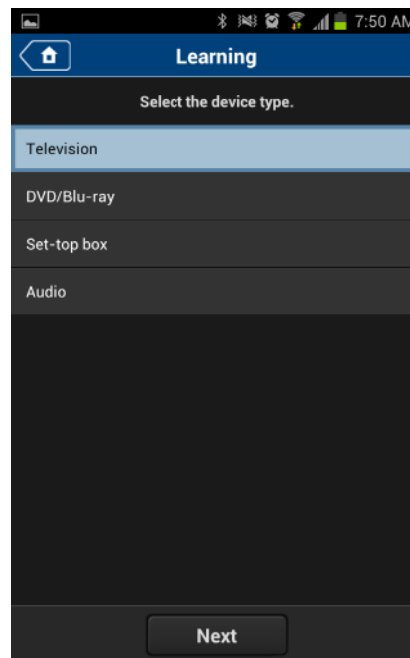 7:50 AM
Learning
Select the device type.
Television
DVD/Blu-ray
Set-top box
Audio
Next